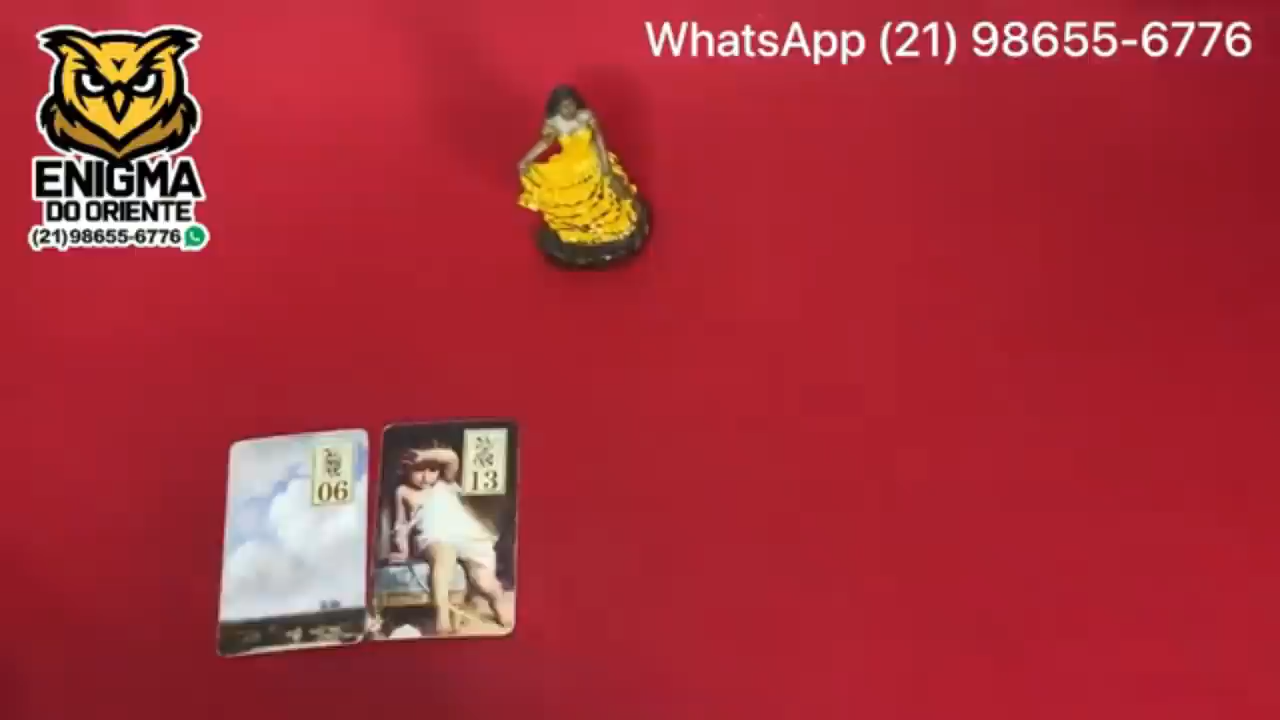 WhatsApp (21) 98655-6776
ENIGMA
DO ORIENTE
(21)98655-6776
06
13